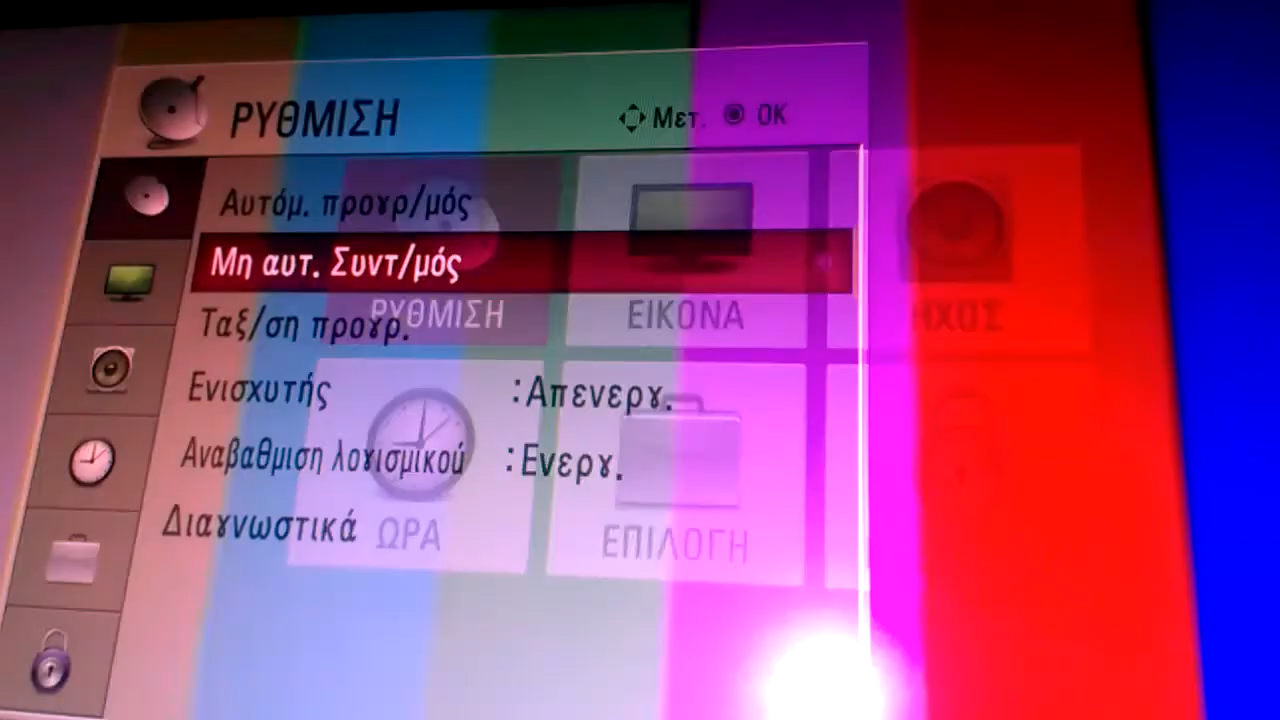 ΡΥΘΜΙΣΗ
Μετ. OK
Αυτόμ. προγρ/μός
Μη αυτ. Συντ/μός
Ταξ/ση προγρ.
Ενισχυτής :Απενεργ.
Αναβαθμιση λογισμικού :Ενεργ.
Διαγνωστικά
ΡΥΘΜΙΣΗ ΕΙΚΟΝΑ ΗΧΟΣ
ΩΡΑ ΕΠΙΛΟΓΗ